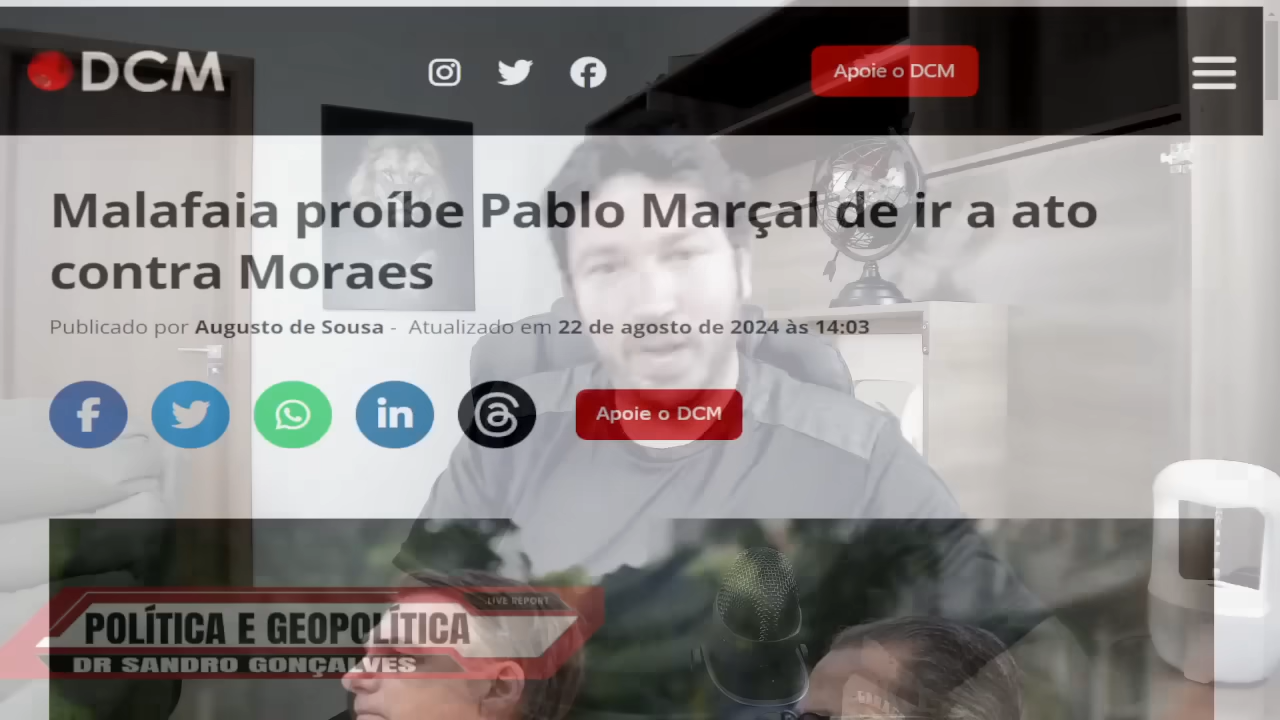 DCM
Apoie o DCM
Malafaia proíbe Pablo Marçal de ir a ato
contra Moraes
Publicado por Augusto de Sousa - Atualizado em 22 de agosto de 2024 às 14:03
Apoie o DCM
LIVE REPORT
POLÍTICA E GEOPOLÍTICA
DR SANDRO GONÇALVES